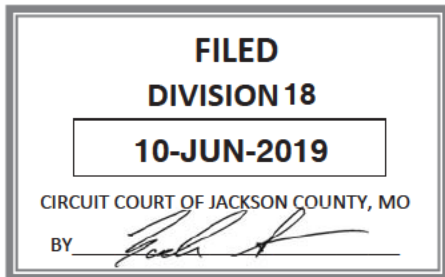 FILED
DIVISION 18
10-JUN-2019
CIRCUIT COURT OF JACKSON COUNTY, MO
BY